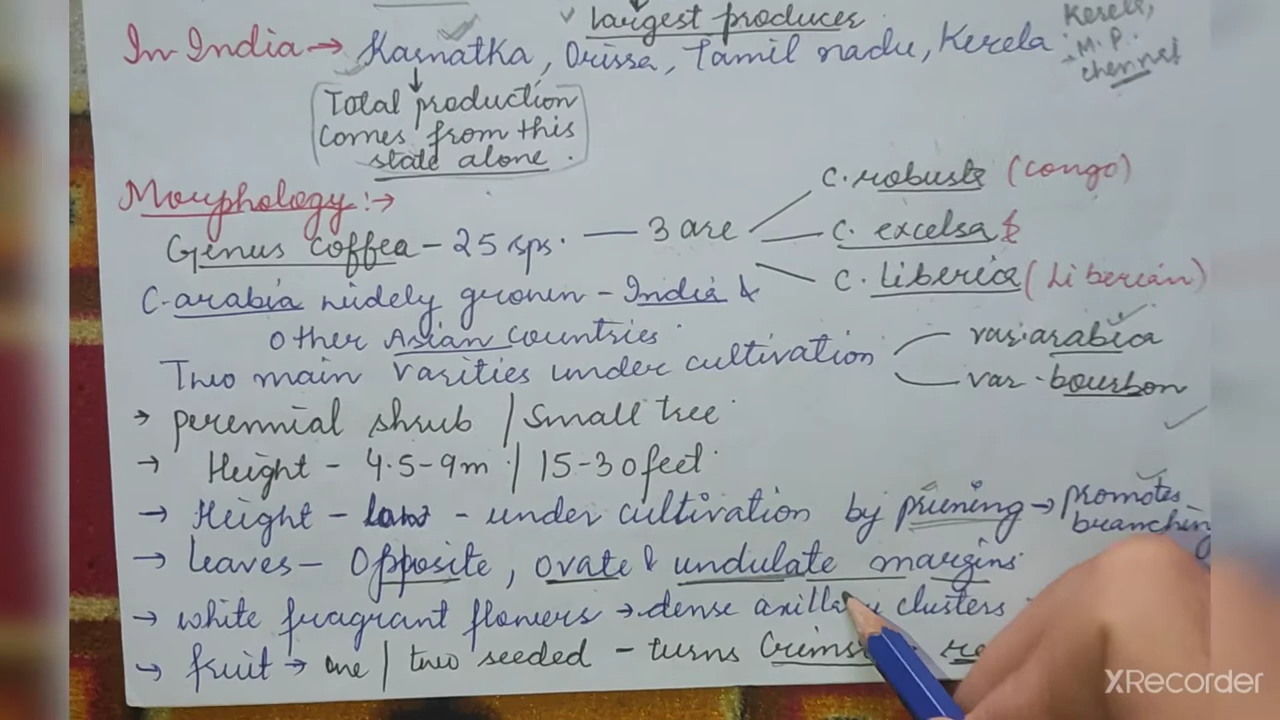 largest produces
In India → Karnatka, Orissa, Tamil nadu, Kerela
Kerela,
M.P.
chennai
Total production
Comes from this
state alone.
Morphology:→
Genus coffea - 25 sps. — 3 are
c. robusta (congo)
c. excelsa
c. Liberia (Liberian)
C-arabia widely grown - India &
other Asian countries.
Two main varities under cultivation
var. arabica
var - bourbon
→ perennial shrub / Small tree
→ Height - 4.5-9m / 15-30 feet.
→ Height - low - under cultivation by pruning → promotes
branching
→ leaves - Opposite, ovate & undulate margins
→ white fragrant flowers → dense axillary clusters
→ fruit → one / two seeded - turns
XRecorder